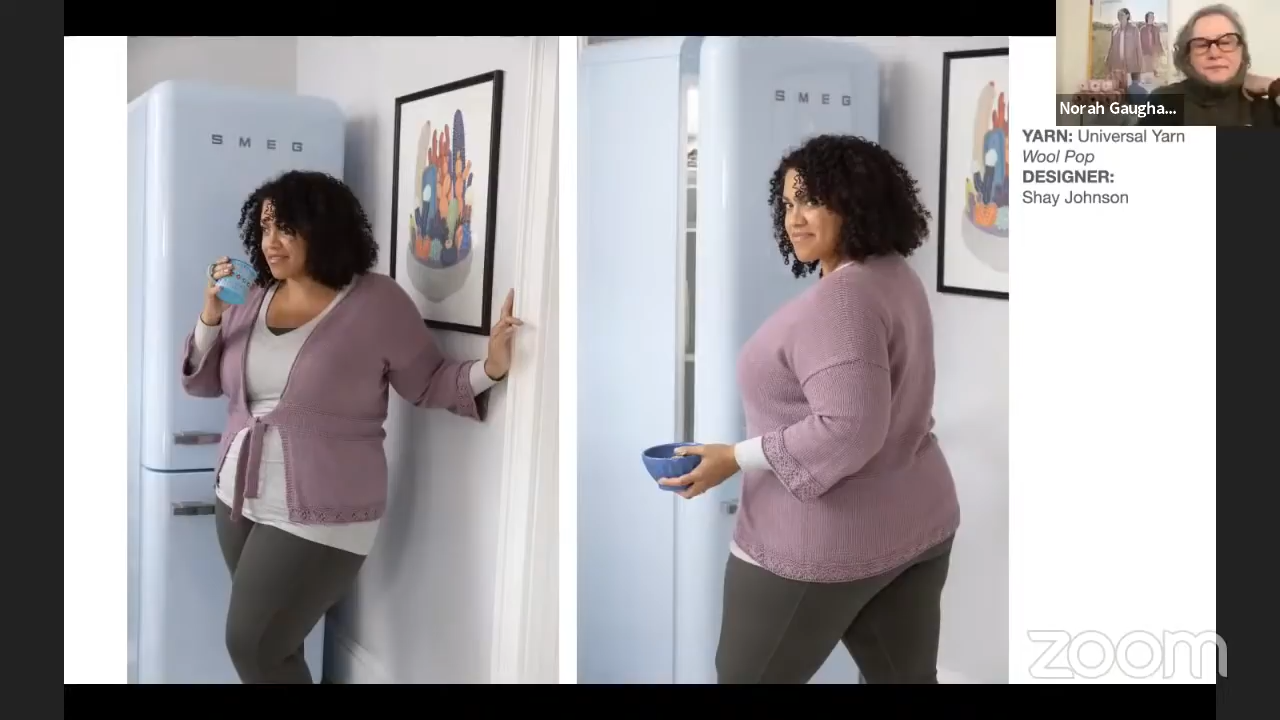 SMEG
SMEG
Norah Gaugha...
YARN: Universal Yarn
Wool Pop
DESIGNER:
Shay Johnson
zoom